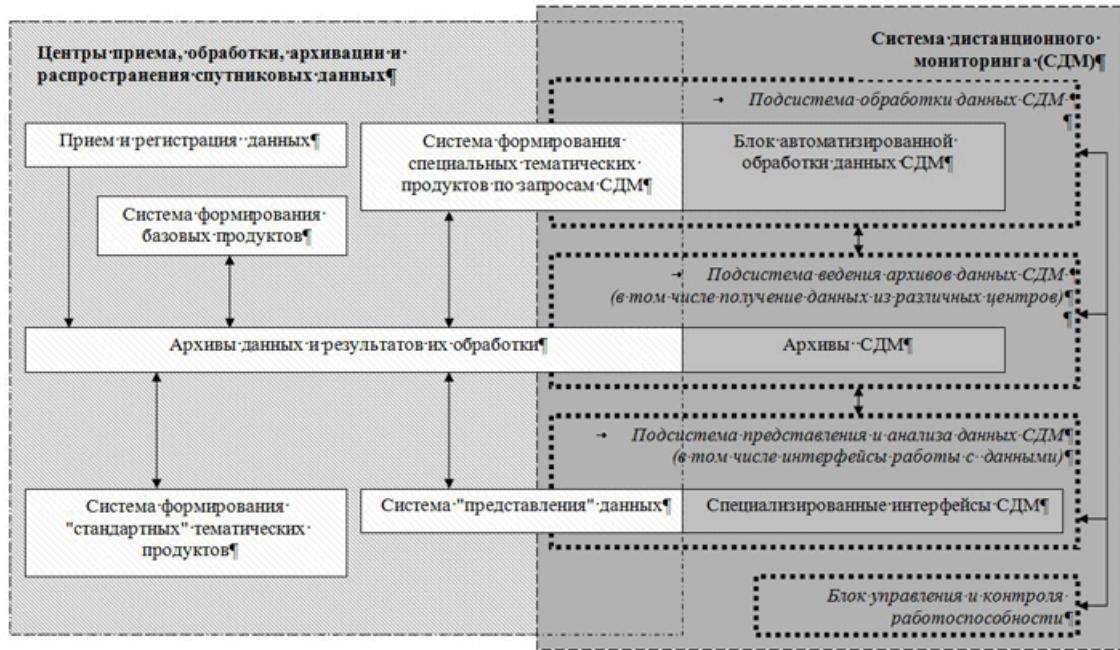 Центры приема, обработки, архивации и
распространения спутниковых данных¶
Система дистанционного
мониторинга (СДМ)¶
→ Подсистема обработки данных СДМ ¶
¶
Прием и регистрация данных¶
Система формирования
специальных тематических
продуктов по запросам СДМ¶
Блок автоматизированной
обработки данных СДМ¶
Система формирования
базовых продуктов¶
→ Подсистема ведения архивов данных СДМ ¶
(в том числе получение данных из различных центров)¶
¶
Архивы данных и результатов их обработки¶
Архивы СДМ¶
→ Подсистема представления и анализа данных СДМ¶
(в том числе интерфейсы работы с данными)¶
Система формирования
"стандартных" тематических
продуктов¶
Система "представления" данных¶
Специализированные интерфейсы СДМ¶
Блок управления и контроля
работоспособности¶